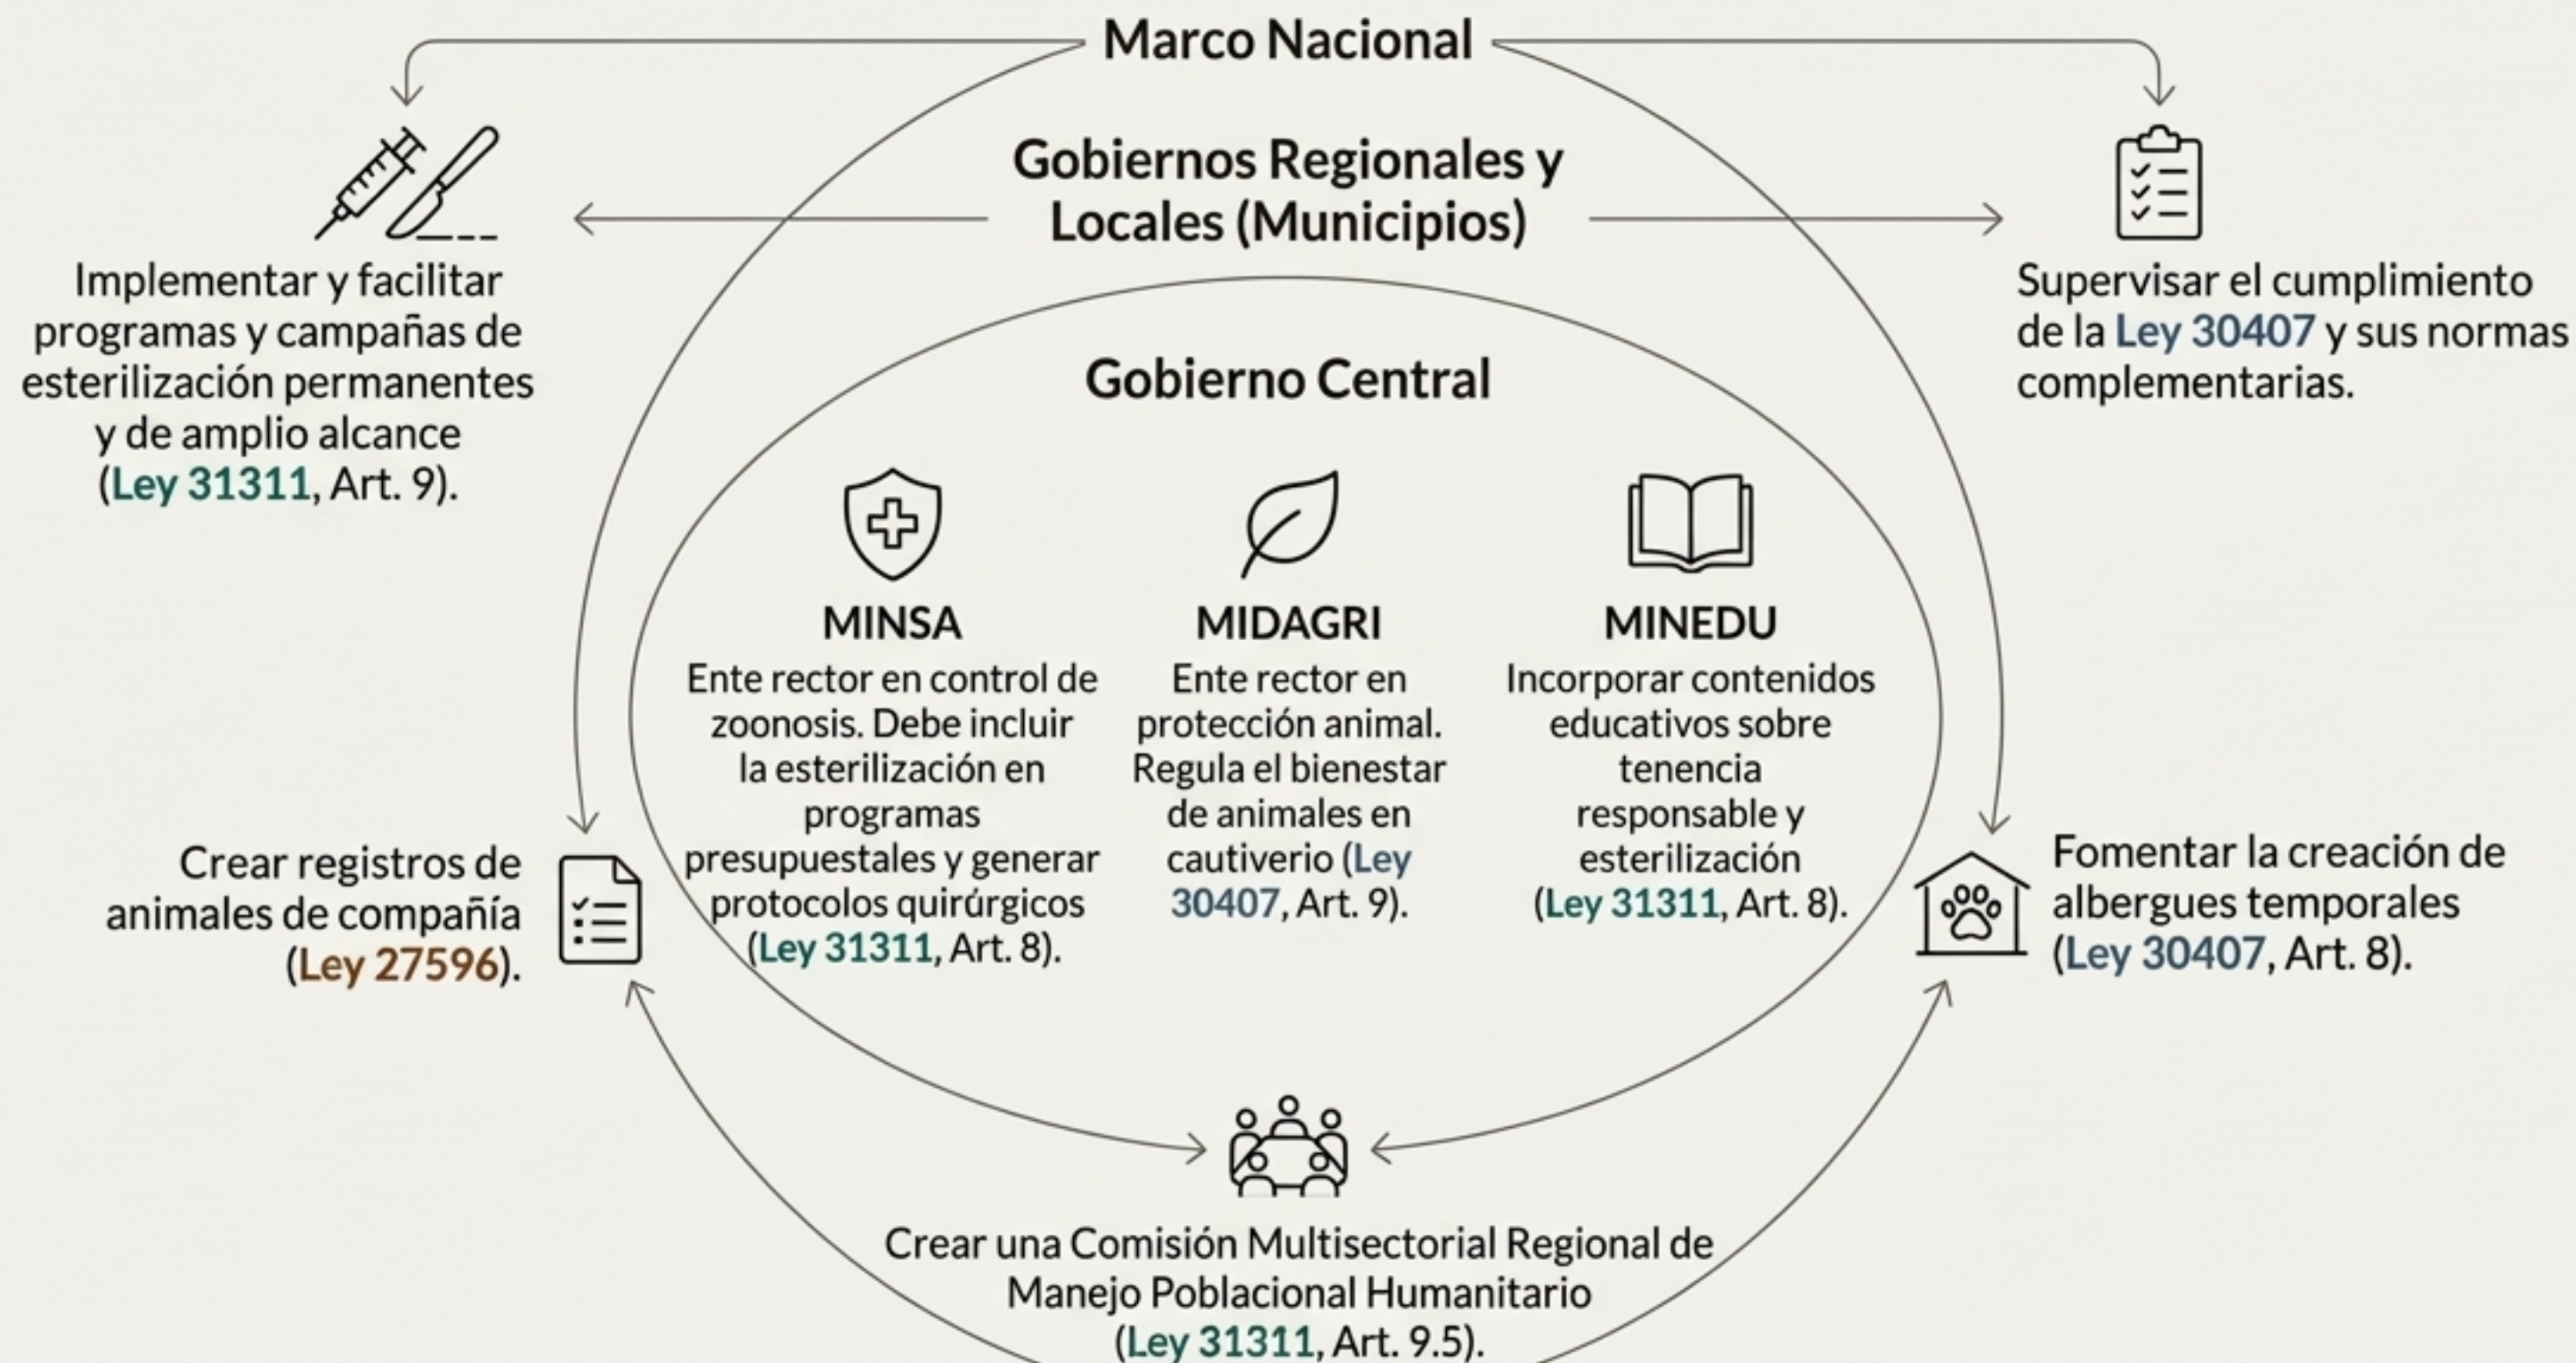 Marco Nacional
Gobiernos Regionales y
Locales (Municipios)
Implementar y facilitar
programas y campañas de
esterilización permanentes
y de amplio alcance
(Ley 31311, Art. 9).
Supervisar el cumplimiento
de la Ley 30407 y sus normas
complementarias.
Gobierno Central
MINSA
Ente rector en control de
zoonosis. Debe incluir
la esterilización en
programas
presupuestales y generar
protocolos quirúrgicos
(Ley 31311, Art. 8).
MIDAGRI
Ente rector en
protección animal.
Regula el bienestar
de animales en
cautiverio (Ley
30407, Art. 9).
MINEDU
Incorporar contenidos
educativos sobre
tenencia
responsable y
esterilización
(Ley 31311, Art. 8).
Crear registros de
animales de compañía
(Ley 27596).
Fomentar la creación de
albergues temporales
(Ley 30407, Art. 8).
Crear una Comisión Multisectorial Regional de
Manejo Poblacional Humanitario
(Ley 31311, Art. 9.5).